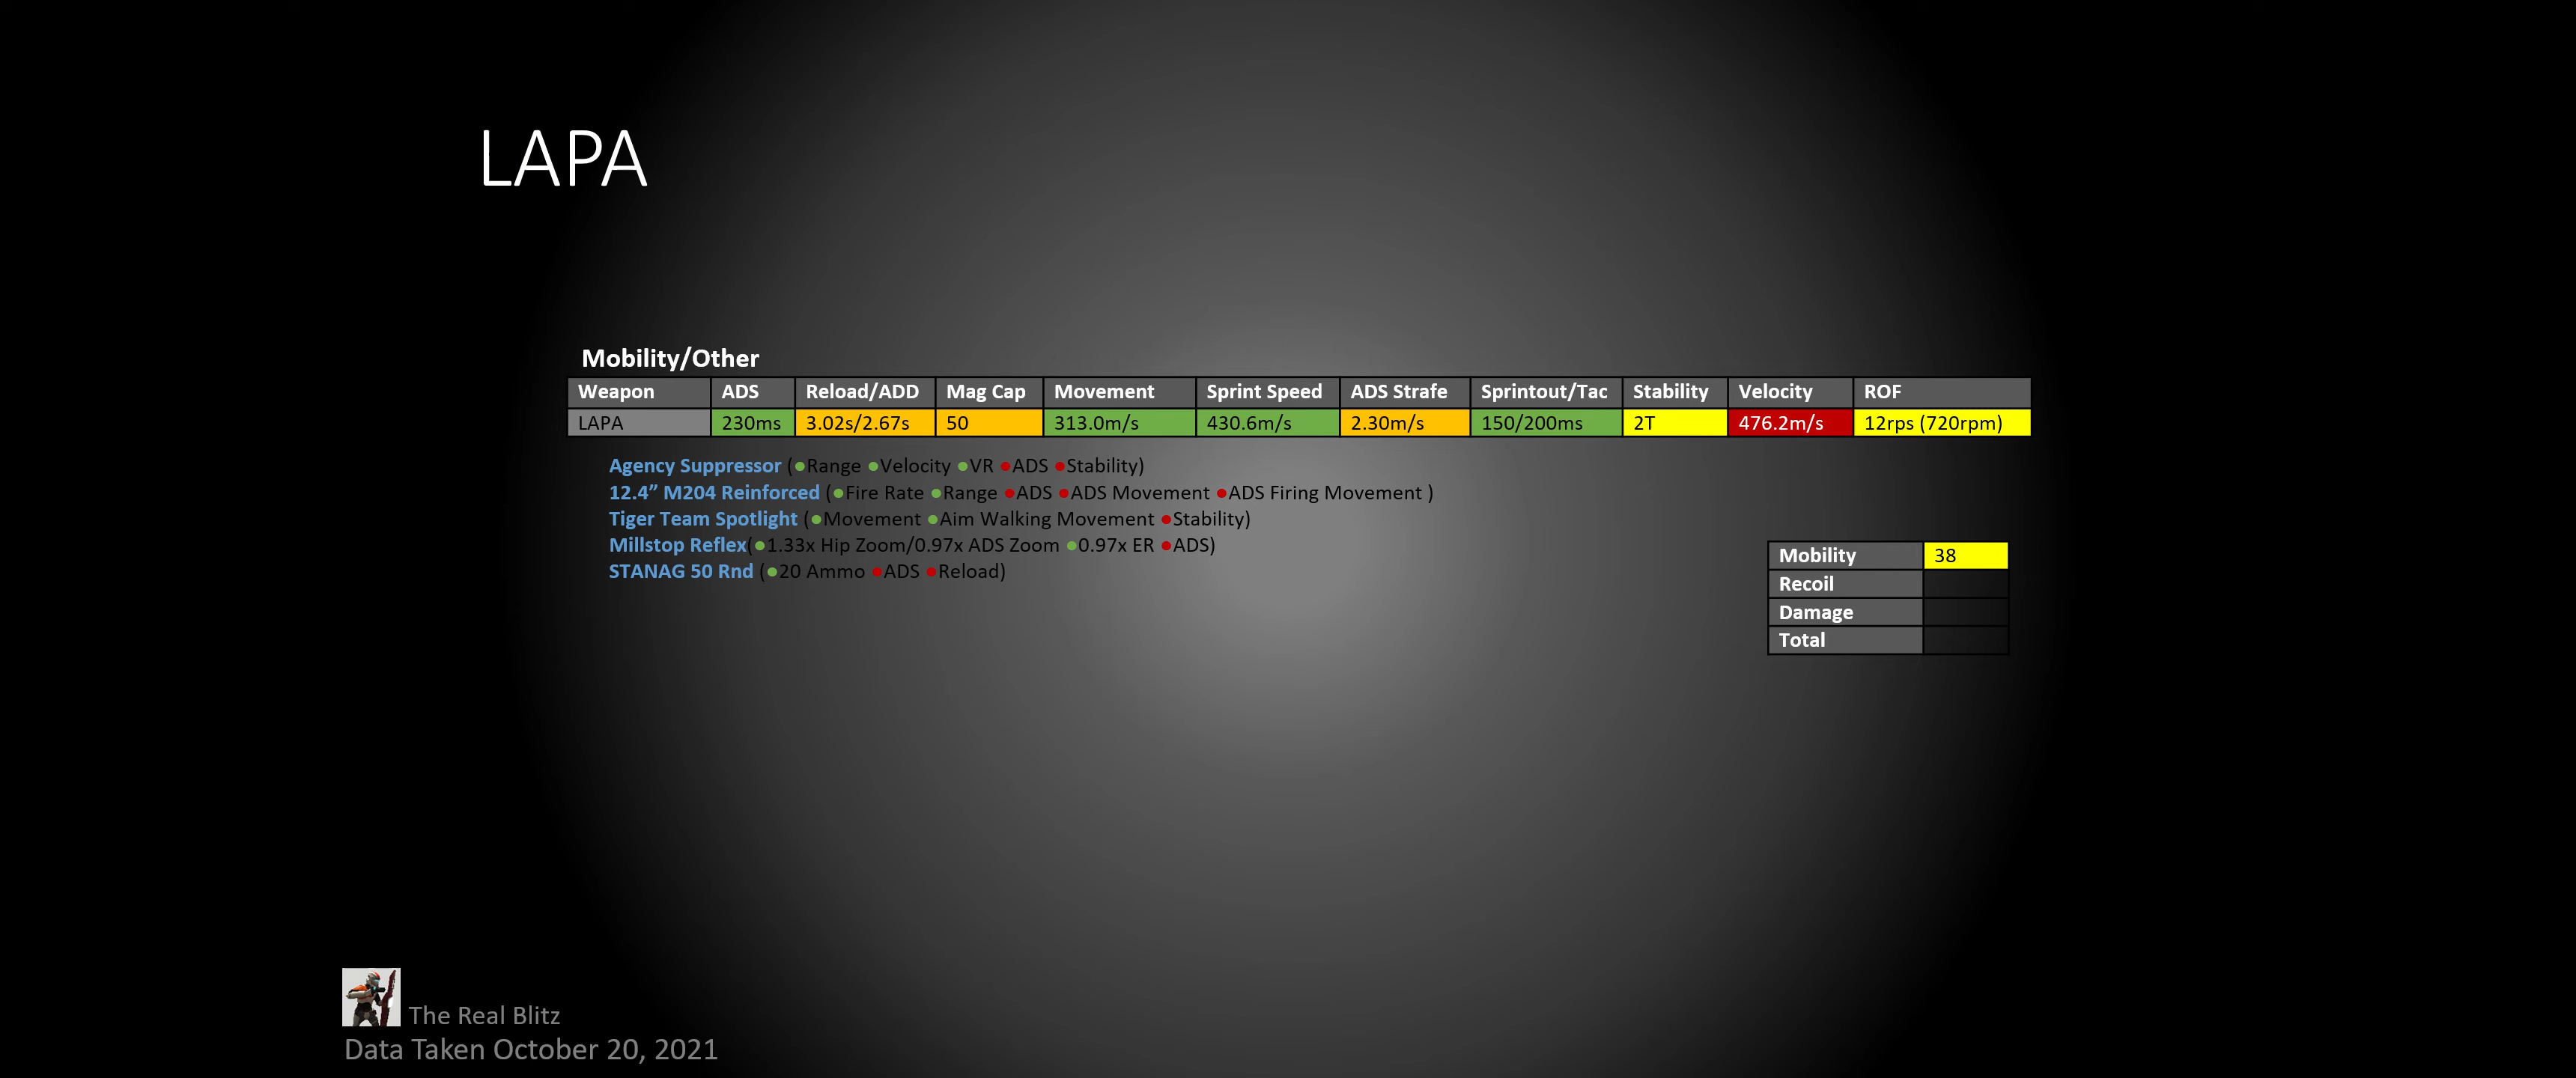 LAPA
Mobility/Other
Weapon ADS Reload/ADD Mag Cap Movement Sprint Speed ADS Strafe Sprintout/Tac Stability Velocity ROF
LAPA 230ms 3.02s/2.67s 50 313.0m/s 430.6m/s 2.30m/s 150/200ms 2T 476.2m/s 12rps (720rpm)
Agency Suppressor (●Range ●Velocity ●VR ●ADS ●Stability)
12.4” M204 Reinforced (●Fire Rate ●Range ●ADS ●ADS Movement ●ADS Firing Movement )
Tiger Team Spotlight (●Movement ●Aim Walking Movement ●Stability)
Millstop Reflex(●1.33x Hip Zoom/0.97x ADS Zoom ●0.97x ER ●ADS)
STANAG 50 Rnd (●20 Ammo ●ADS ●Reload)
Mobility 38
Recoil
Damage
Total
The Real Blitz
Data Taken October 20, 2021